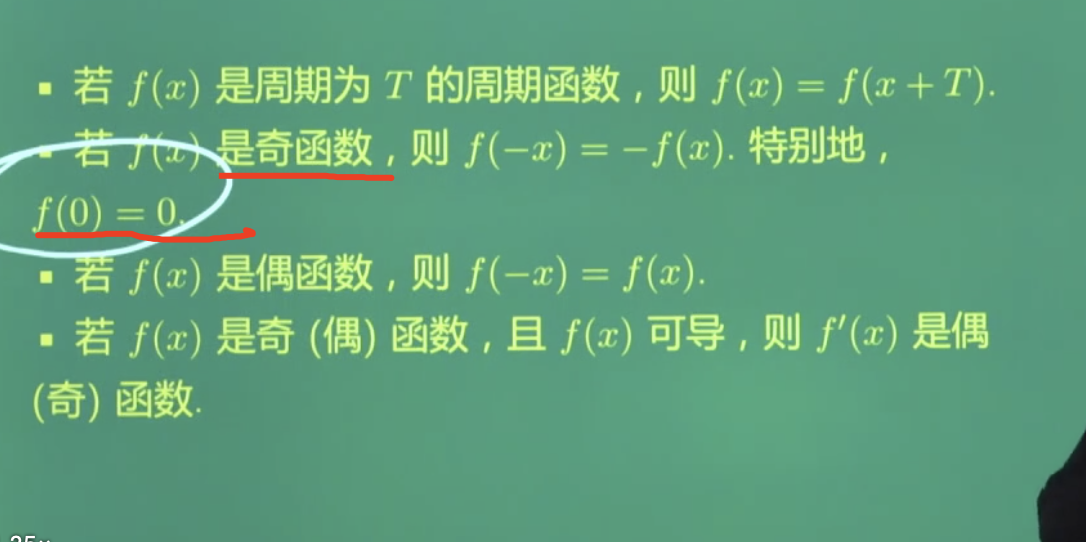 ▪ 若 f(x) 是周期为 T 的周期函数，则 f(x) = f(x + T).
▪ 若 f(x) 是奇函数，则 f(−x) = −f(x). 特别地，
f(0) = 0.
▪ 若 f(x) 是偶函数，则 f(−x) = f(x).
▪ 若 f(x) 是奇 (偶) 函数，且 f(x) 可导，则 f′(x) 是偶
(奇) 函数.